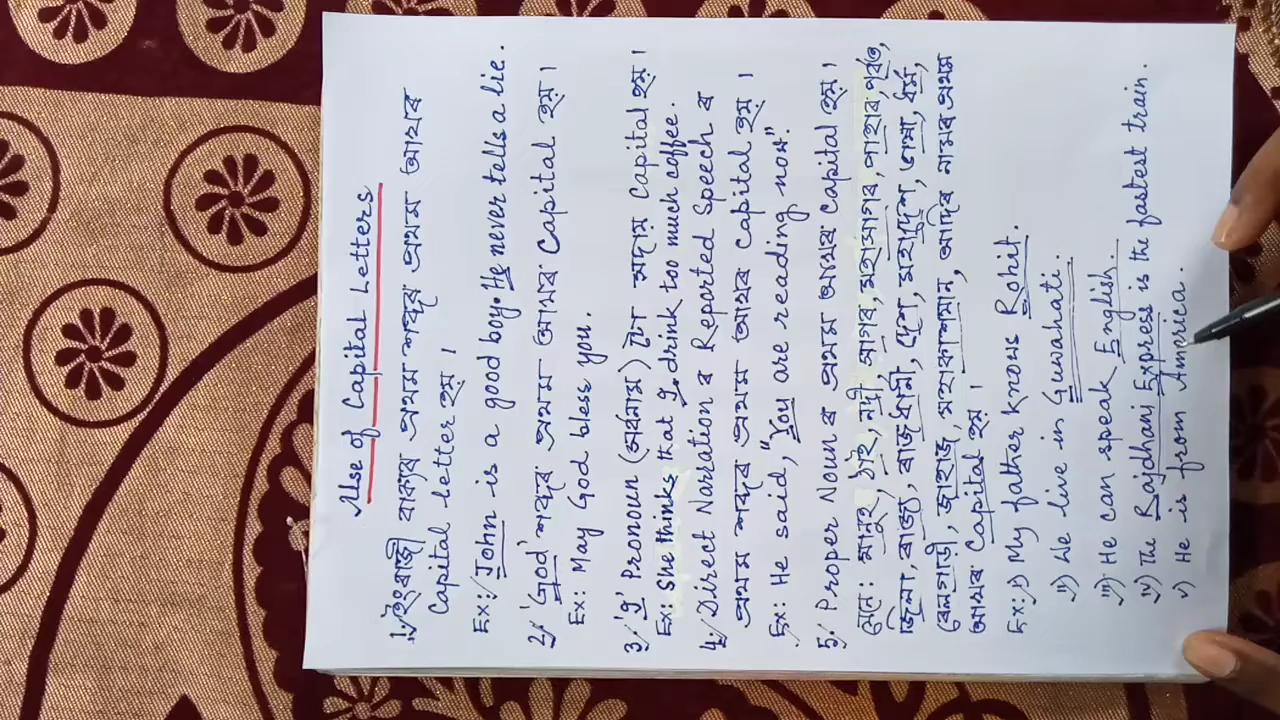 Use of Capital Letters
1. ইংৰাজী বাক্যৰ প্ৰথম শব্দৰ প্ৰথম আখৰ
Capital letter হয় ।
Ex: John is a good boy. He never tells a lie.
2. 'God' শব্দৰ প্ৰথম আখৰ Capital হয় ।
Ex: May God bless you.
3. 'I' Pronoun (সৰ্বনাম) টো সদায় Capital হয় ।
Ex: She thinks that I drink too much coffee.
4. Direct Naration ৰ Reported Speech ৰ
প্ৰথম শব্দৰ প্ৰথম আখৰ Capital হয় ।
Ex: He said, "You are reading now."
5. Proper Noun ৰ প্ৰথম আখৰ Capital হয় ।
যেনে: মানুহ, ঠাই, নদী, সাগৰ, মহাসাগৰ, পাহাৰ, পৰ্বত,
জিলা, ৰাজ্য, ৰাজধানী, দেশ, মহাদেশ, ভাষা, ধৰ্ম,
ৰেলগাড়ী, জাহাজ, মহাকাশযান, আদিৰ নামৰ প্ৰথম
আখৰ Capital হয় ।
Ex: i) My father knows Rohit.
ii) We live in Guwahati.
iii) He can speak English.
iv) The Rajdhani Express is the fastest train.
v) He is from America.